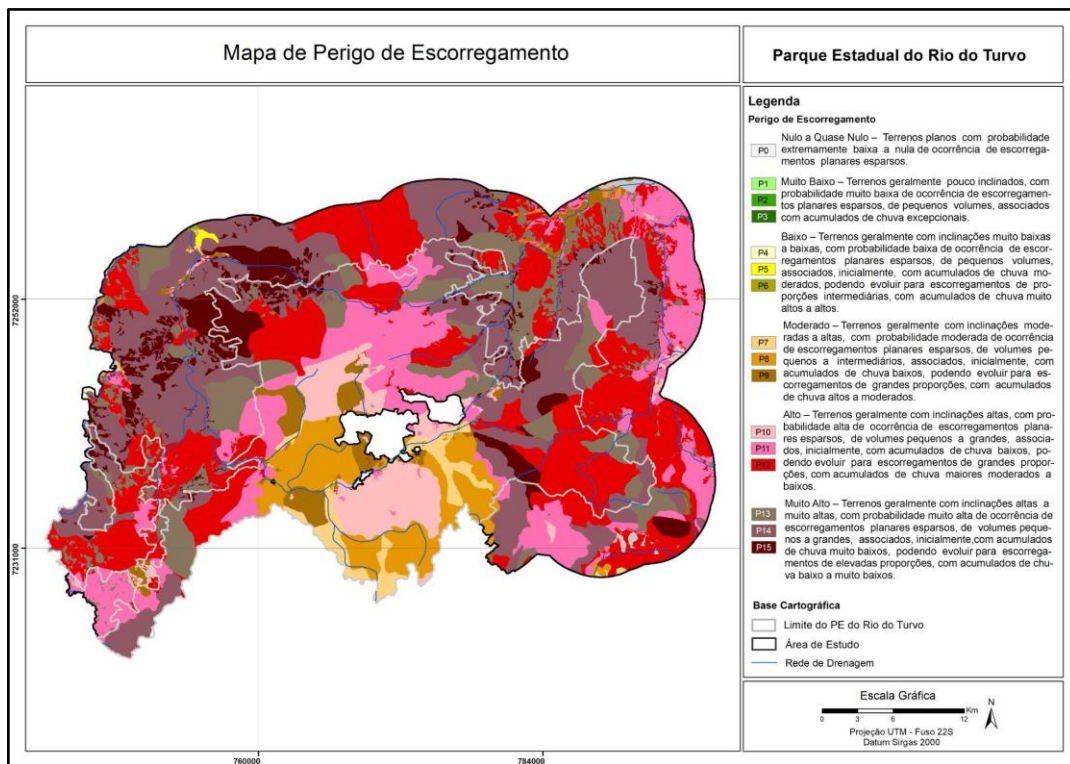 Mapa de Perigo de Escorregamento
Parque Estadual do Rio do Turvo
7252000
7231000
760000
784000
Legenda
Perigo de Escorregamento
Nulo a Quase Nulo – Terrenos planos com probabilidade
P0
extremamente baixa a nula de ocorrência de escorrega-
mentos planares esparsos.
P1
P2
P3
Muito Baixo – Terrenos geralmente pouco inclinados, com
probabilidade muito baixa de ocorrência de escorregamen-
tos planares esparsos, de pequenos volumes, associados
com acumulados de chuva excepcionais.
P4
P5
P6
Baixo – Terrenos geralmente com inclinações muito baixas
a baixas, com probabilidade baixa de ocorrência de escor-
regamentos planares esparsos, de pequenos volumes,
associados, inicialmente, com acumulados de chuva mo-
derados, podendo evoluir para escorregamentos de pro-
porções intermediárias, com acumulados de chuva muito
altos a altos.
P7
P8
P9
Moderado – Terrenos geralmente com inclinações mode-
radas a altas, com probabilidade moderada de ocorrência
de escorregamentos planares esparsos, de volumes pe-
quenos a intermediários, associados, inicialmente, com
acumulados de chuva baixos, podendo evoluir para es-
corregamentos de grandes proporções, com acumulados
de chuva altos a moderados.
P10
P11
P12
Alto – Terrenos geralmente com inclinações altas, com pro-
babilidade alta de ocorrência de escorregamentos plana-
res esparsos, de volumes pequenos a grandes, associa-
dos, inicialmente, com acumulados de chuva baixos, po-
dendo evoluir para escorregamentos de grandes propor-
ções, com acumulados de chuva maiores moderados a
baixos.
P13
P14
P15
Muito Alto – Terrenos geralmente com inclinações altas a
muito altas, com probabilidade muito alta de ocorrência de
escorregamentos planares esparsos, de volumes peque-
nos a grandes, associados, inicialmente,com acumulados
de chuva muito baixos, podendo evoluir para escorrega-
mentos de elevadas proporções, com acumulados de chu-
va baixo a muito baixos.
Base Cartográfica
Limite do PE do Rio do Turvo
Área de Estudo
Rede de Drenagem
Escala Gráfica
Km
N
0 3 6 12
Projeção UTM - Fuso 22S
Datum Sirgas 2000